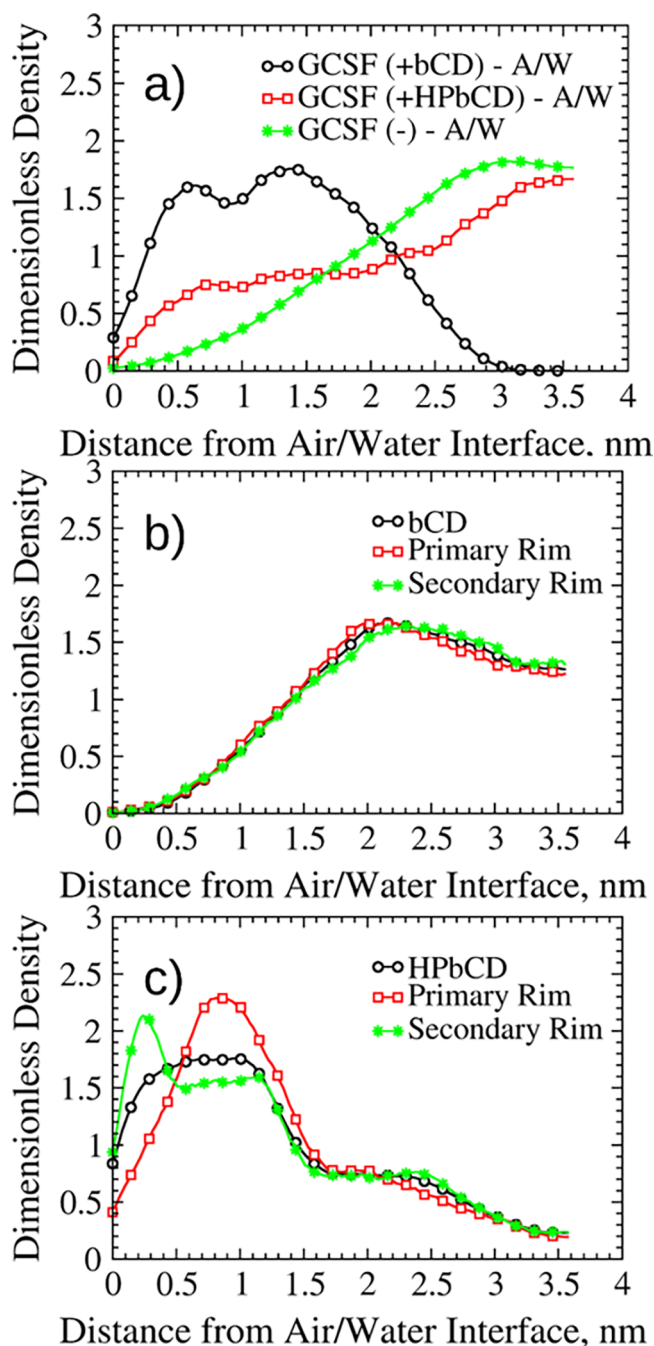 3
2.5
2
1.5
1
0.5
0
Dimensionless Density
a)
GCSF (+bCD) - A/W
GCSF (+HPbCD) - A/W
GCSF (-) - A/W
0 0.5 1 1.5 2 2.5 3 3.5 4
Distance from Air/Water Interface, nm
3
2.5
2
1.5
1
0.5
0
Dimensionless Density
b)
bCD
Primary Rim
Secondary Rim
0 0.5 1 1.5 2 2.5 3 3.5 4
Distance from Air/Water Interface, nm
3
2.5
2
1.5
1
0.5
0
Dimensionless Density
c)
HPbCD
Primary Rim
Secondary Rim
0 0.5 1 1.5 2 2.5 3 3.5 4
Distance from Air/Water Interface, nm